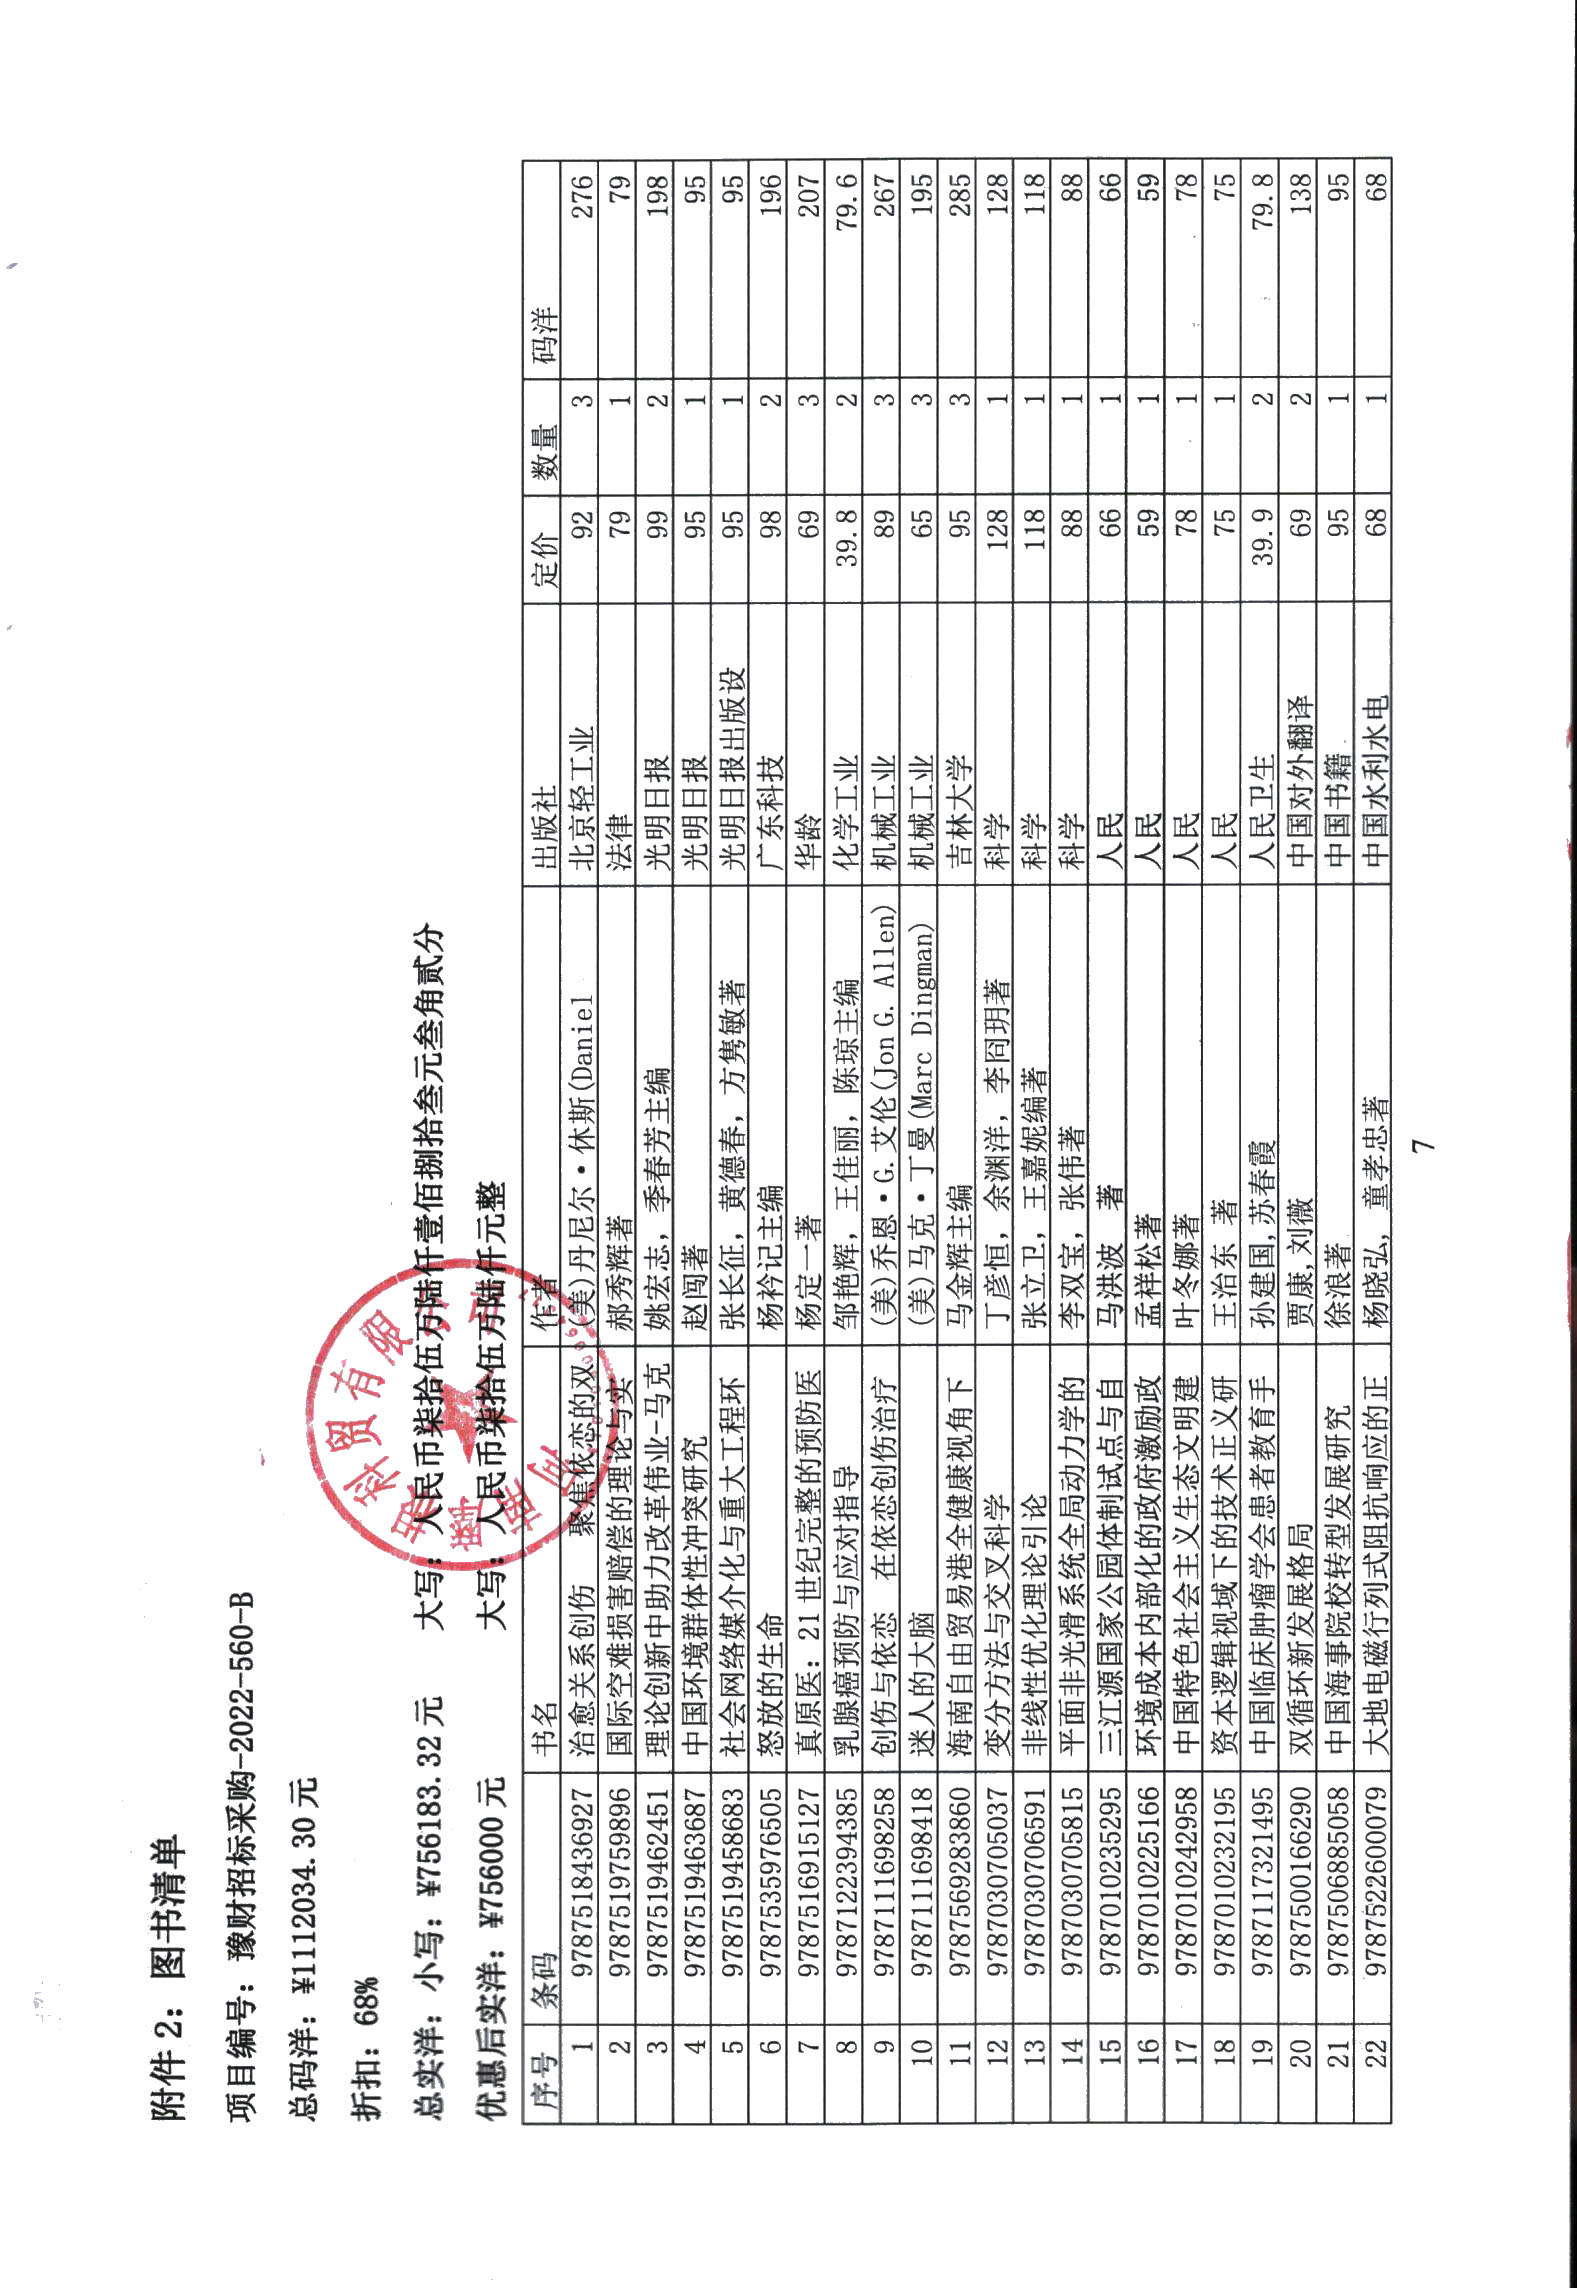 附件 2：图书清单
项目编号：豫财招标采购-2022-560-B
总码洋：¥1112034.30 元
折扣：68%
总实洋：小写：¥756183.32 元 大写：人民币柒拾伍万陆仟壹佰捌拾叁元叁角贰分
优惠后实洋：¥756000 元 大写：人民币柒拾伍万陆仟元整
序号 条码 书名 作者 出版社 定价 数量 码洋
1 9787518436927 治愈关系创伤 聚焦依恋的双 (美)丹尼尔·休斯(Daniel 北京轻工业 92 3 276
2 9787519759896 国际空难损害赔偿的理论与实 郝秀辉著 法律 79 1 79
3 9787519462451 理论创新中助力改革伟业-马克 姚宏志，季春芳主编 光明日报 99 2 198
4 9787519463687 中国环境群体性冲突研究 赵闯著 光明日报 95 1 95
5 9787519458683 社会网络媒介化与重大工程环 张长征，黄德春，方隽敏著 光明日报出版设 95 1 95
6 9787535976505 怒放的生命 杨衿记主编 广东科技 98 2 196
7 9787516915127 真原医：21世纪完整的预防医 杨定一著 华龄 69 3 207
8 9787122394385 乳腺癌预防与应对指导 邹艳辉，王佳丽，陈琼主编 化学工业 39.8 2 79.6
9 9787111698258 创伤与依恋 在依恋创伤治疗 (美)乔恩·G.艾伦(Jon G. Allen) 机械工业 89 3 267
10 9787111698418 迷人的大脑 (美)马克·丁曼(Marc Dingman) 机械工业 65 3 195
11 9787569283860 海南自由贸易港全健康视角下 马金辉主编 吉林大学 95 3 285
12 9787030705037 变分方法与交叉科学 丁彦恒，余渊洋，李冏玥著 科学 128 1 128
13 9787030706591 非线性优化理论引论 张立卫，王嘉妮编著 科学 118 1 118
14 9787030705815 平面非光滑系统全局动力学的 李双宝，张伟著 科学 88 1 88
15 9787010235295 三江源国家公园体制试点与自 马洪波 著 人民 66 1 66
16 9787010225166 环境成本内部化的政府激励政 孟祥松著 人民 59 1 59
17 9787010242958 中国特色社会主义生态文明建 叶冬娜著 人民 78 1 78
18 9787010232195 资本逻辑视域下的技术正义研 王治东 著 人民 75 1 75
19 9787117321495 中国临床肿瘤学会患者教育手 孙建国,苏春霞 人民卫生 39.9 2 79.8
20 9787500166290 双循环新发展格局 贾康,刘薇 中国对外翻译 69 2 138
21 9787506885058 中国海事院校转型发展研究 徐浪著 中国书籍 95 1 95
22 9787522600079 大地电磁行列式阻抗响应的正 杨晓弘，童孝忠著 中国水利水电 68 1 68
7